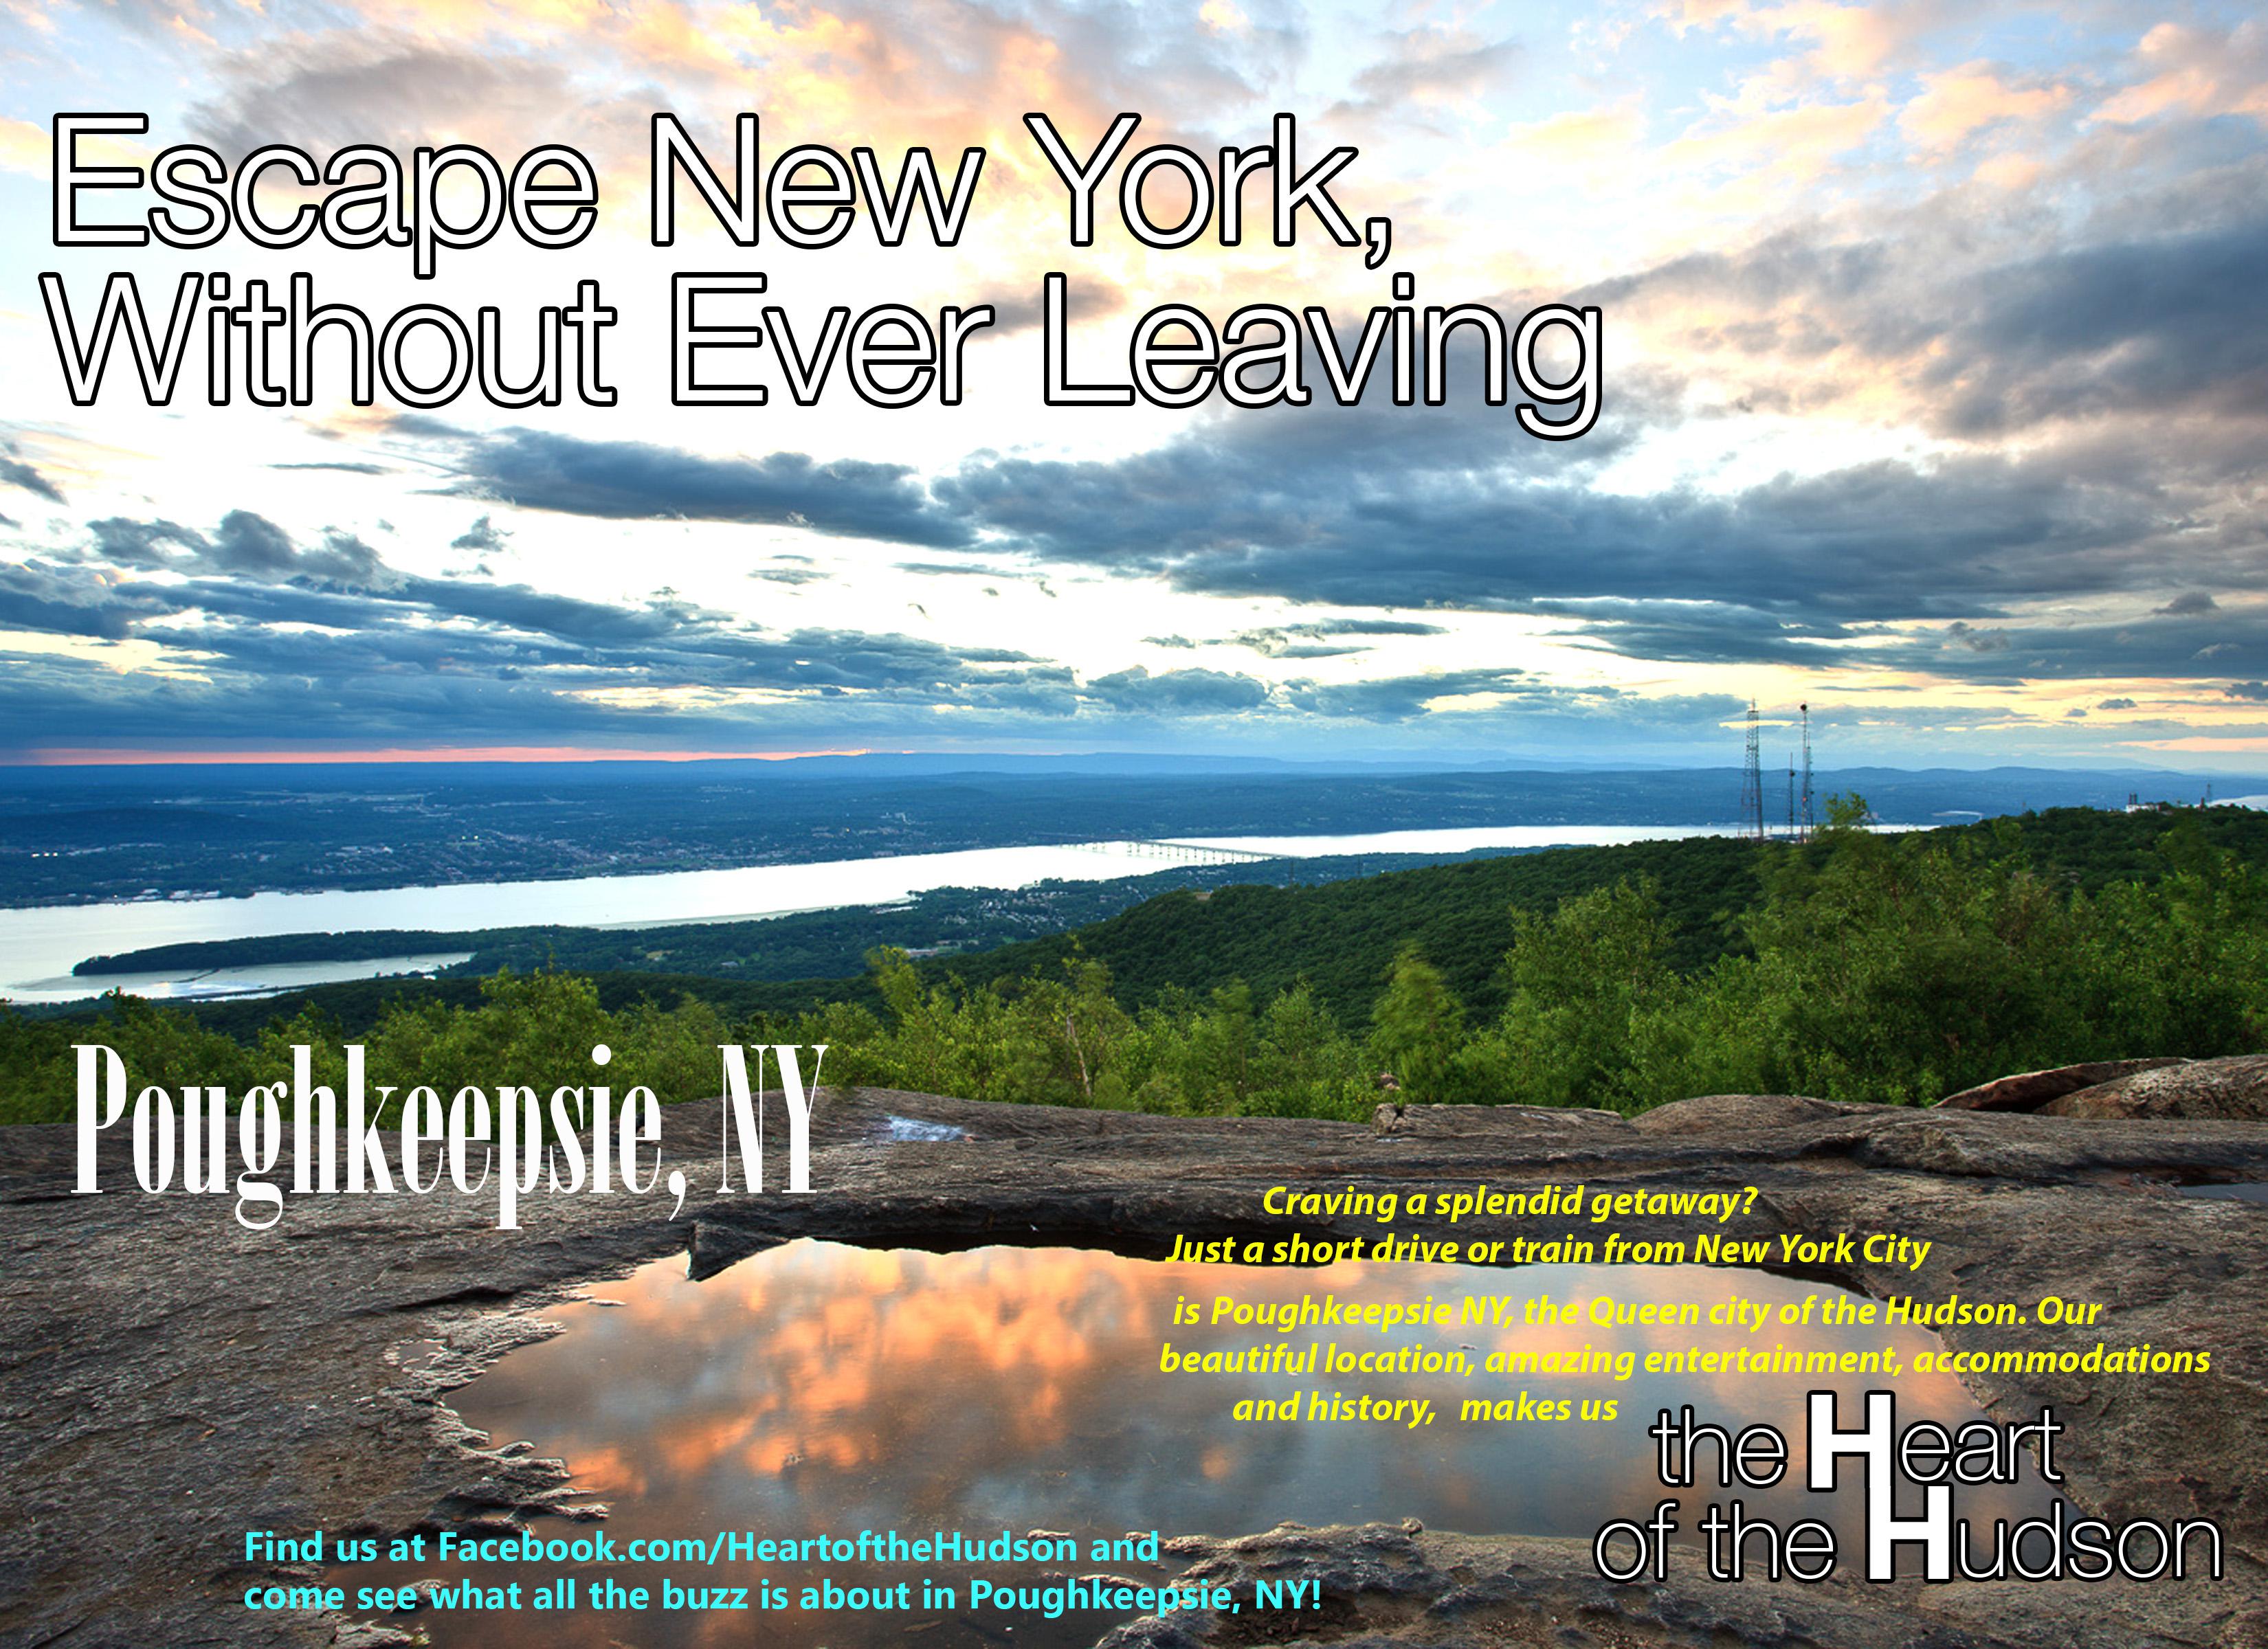 Escape New York,
Without Ever Leaving
Poughkeepsie, NY
Craving a splendid getaway?
Just a short drive or train from New York City
is Poughkeepsie NY, the Queen city of the Hudson. Our
beautiful location, amazing entertainment, accommodations
and history, makes us
the Heart
of the Hudson
Find us at Facebook.com/HeartoftheHudson and
come see what all the buzz is about in Poughkeepsie, NY!